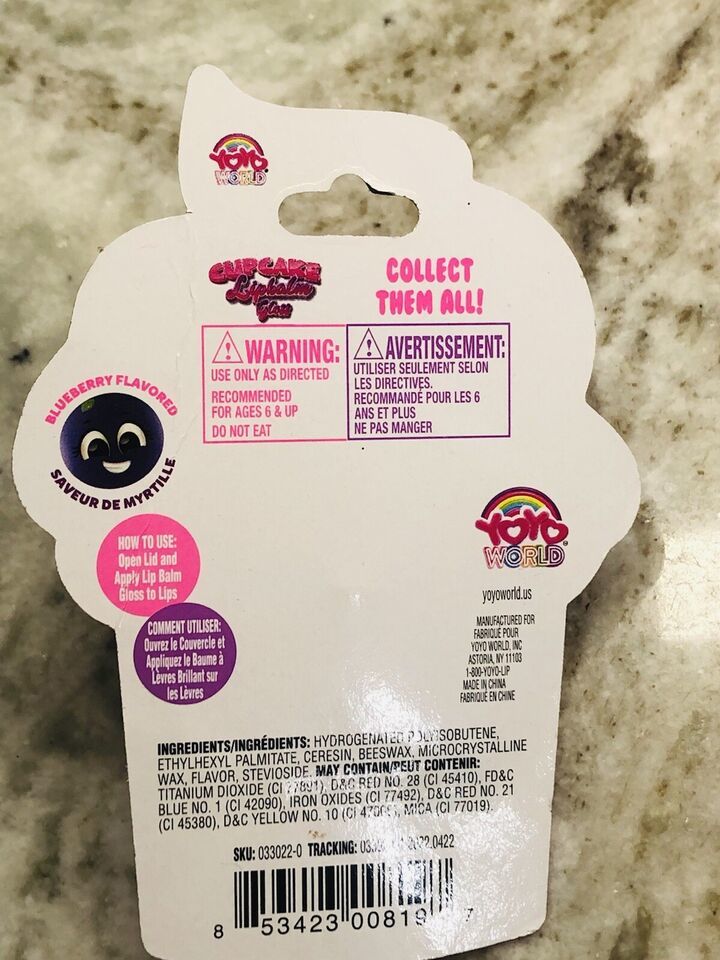 YOYO
WORLD
CUPCAKE
Lipbalm
Gloss
COLLECT
THEM ALL!
WARNING:
USE ONLY AS DIRECTED
RECOMMENDED
FOR AGES 6 & UP
DO NOT EAT
AVERTISSEMENT:
UTILISER SEULEMENT SELON
LES DIRECTIVES.
RECOMMANDÉ POUR LES 6
ANS ET PLUS
NE PAS MANGER
BLUEBERRY FLAVORED
SAVEUR DE MYRTILLE
HOW TO USE:
Open Lid and
Apply Lip Balm
Gloss to Lips
COMMENT UTILISER:
Ouvrez le Couvercle et
Appliquez le Baume à
Lèvres Brillant sur
les Lèvres
YOYO
WORLD
yoyoworld.us
MANUFACTURED FOR
FABRIQUÉ POUR
YOYO WORLD, INC
ASTORIA, NY 11103
1-800-YOYO-LIP
MADE IN CHINA
FABRIQUÉ EN CHINE
INGREDIENTS/INGRÉDIENTS: HYDROGENATED POLYISOBUTENE,
ETHYLHEXYL PALMITATE, CERESIN, BEESWAX, MICROCRYSTALLINE
WAX, FLAVOR, STEVIOSIDE. MAY CONTAIN/PEUT CONTENIR:
TITANIUM DIOXIDE (CI 77891), D&C RED NO. 28 (CI 45410), FD&C
BLUE NO. 1 (CI 42090), IRON OXIDES (CI 77492), D&C RED NO. 21
(CI 45380), D&C YELLOW NO. 10 (CI MICA (CI 77019).
SKU: 033022-0 TRACKING:
8 53423 00819 7